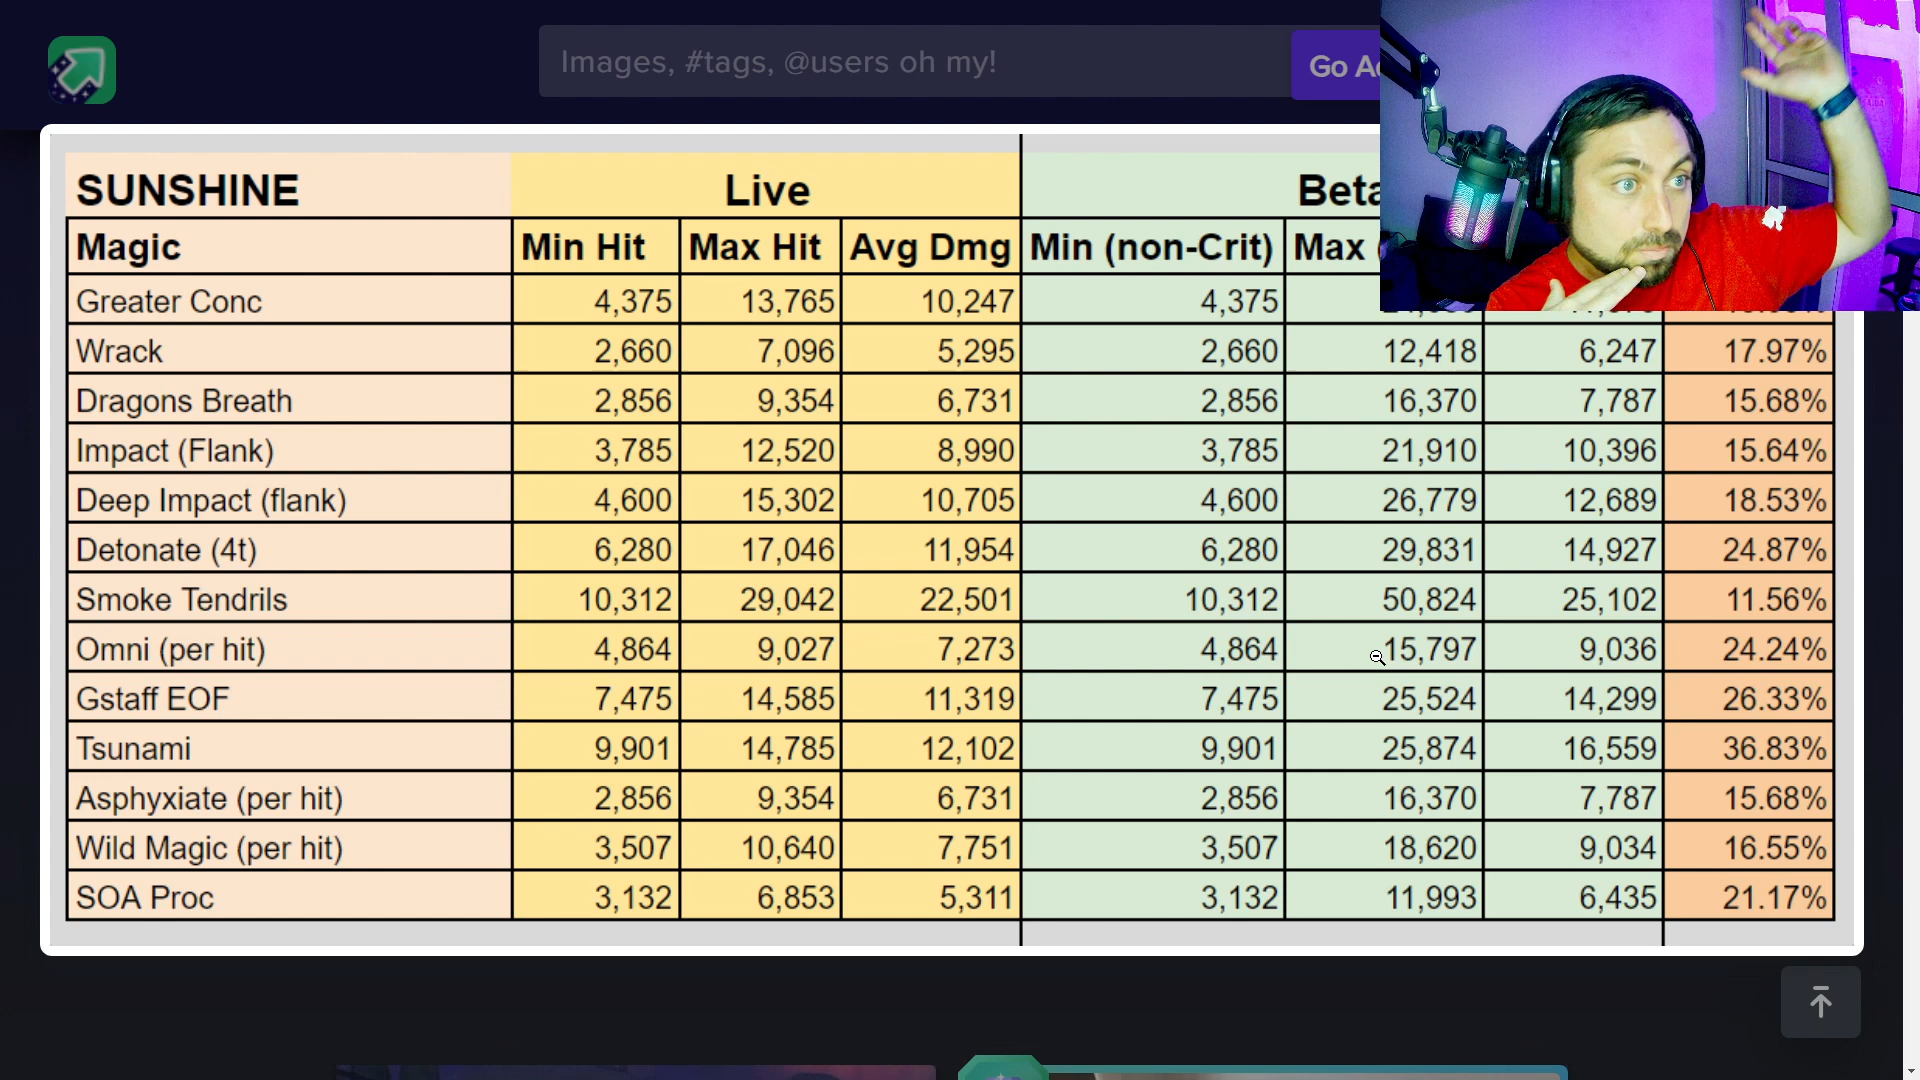 Images, #tags, @users oh my!
Go
SUNSHINE Live Beta
Magic Min Hit Max Hit Avg Dmg Min (non-Crit) Max
Greater Conc 4,375 13,765 10,247 4,375
Wrack 2,660 7,096 5,295 2,660 12,418 6,247 17.97%
Dragons Breath 2,856 9,354 6,731 2,856 16,370 7,787 15.68%
Impact (Flank) 3,785 12,520 8,990 3,785 21,910 10,396 15.64%
Deep Impact (flank) 4,600 15,302 10,705 4,600 26,779 12,689 18.53%
Detonate (4t) 6,280 17,046 11,954 6,280 29,831 14,927 24.87%
Smoke Tendrils 10,312 29,042 22,501 10,312 50,824 25,102 11.56%
Omni (per hit) 4,864 9,027 7,273 4,864 15,797 9,036 24.24%
Gstaff EOF 7,475 14,585 11,319 7,475 25,524 14,299 26.33%
Tsunami 9,901 14,785 12,102 9,901 25,874 16,559 36.83%
Asphyxiate (per hit) 2,856 9,354 6,731 2,856 16,370 7,787 15.68%
Wild Magic (per hit) 3,507 10,640 7,751 3,507 18,620 9,034 16.55%
SOA Proc 3,132 6,853 5,311 3,132 11,993 6,435 21.17%